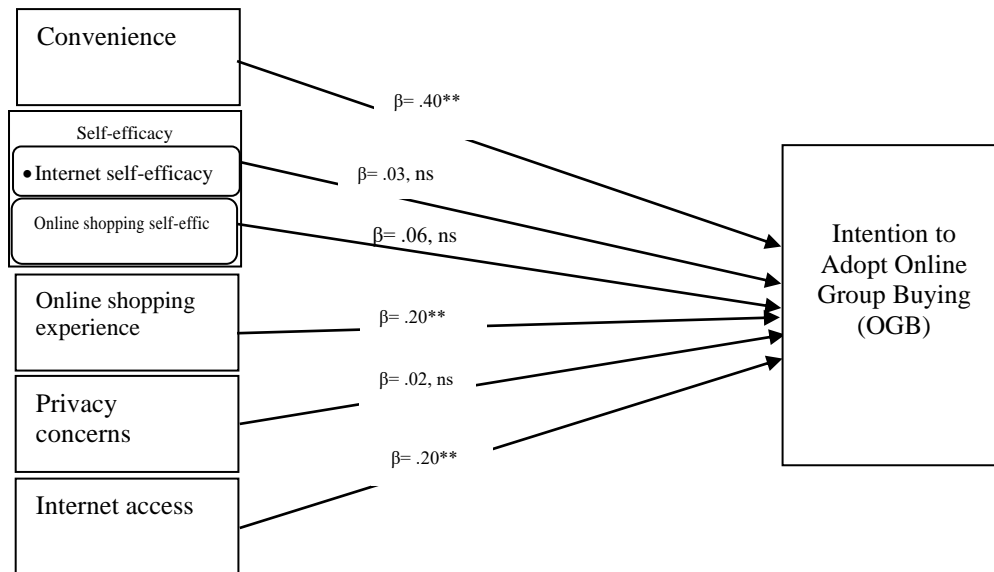 Convenience
β= .40**
Self-efficacy
•Internet self-efficacy
β= .03, ns
Online shopping self-effic
β= .06, ns
Intention to
Adopt Online
Group Buying
(OGB)
Online shopping
experience
β= .20**
Privacy
concerns
β= .02, ns
Internet access
β= .20**